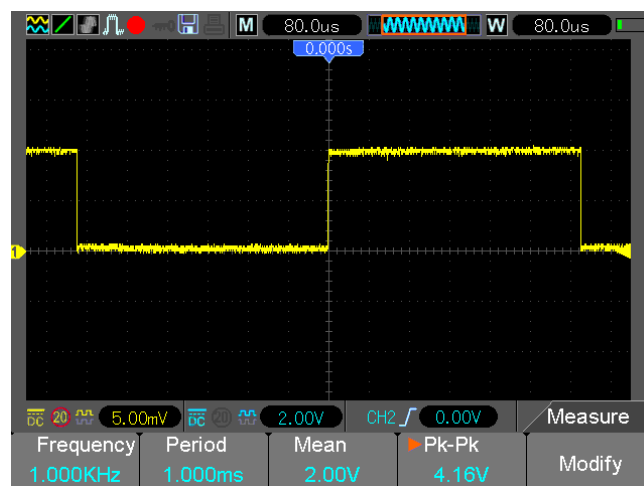 M 80.0us W 80.0us
0.000s
1
DC 20 5.00mV DC 20 2.00V CH2 0.00V Measure
Frequency Period Mean Pk-Pk
1.000KHz 1.000ms 2.00V 4.16V Modify